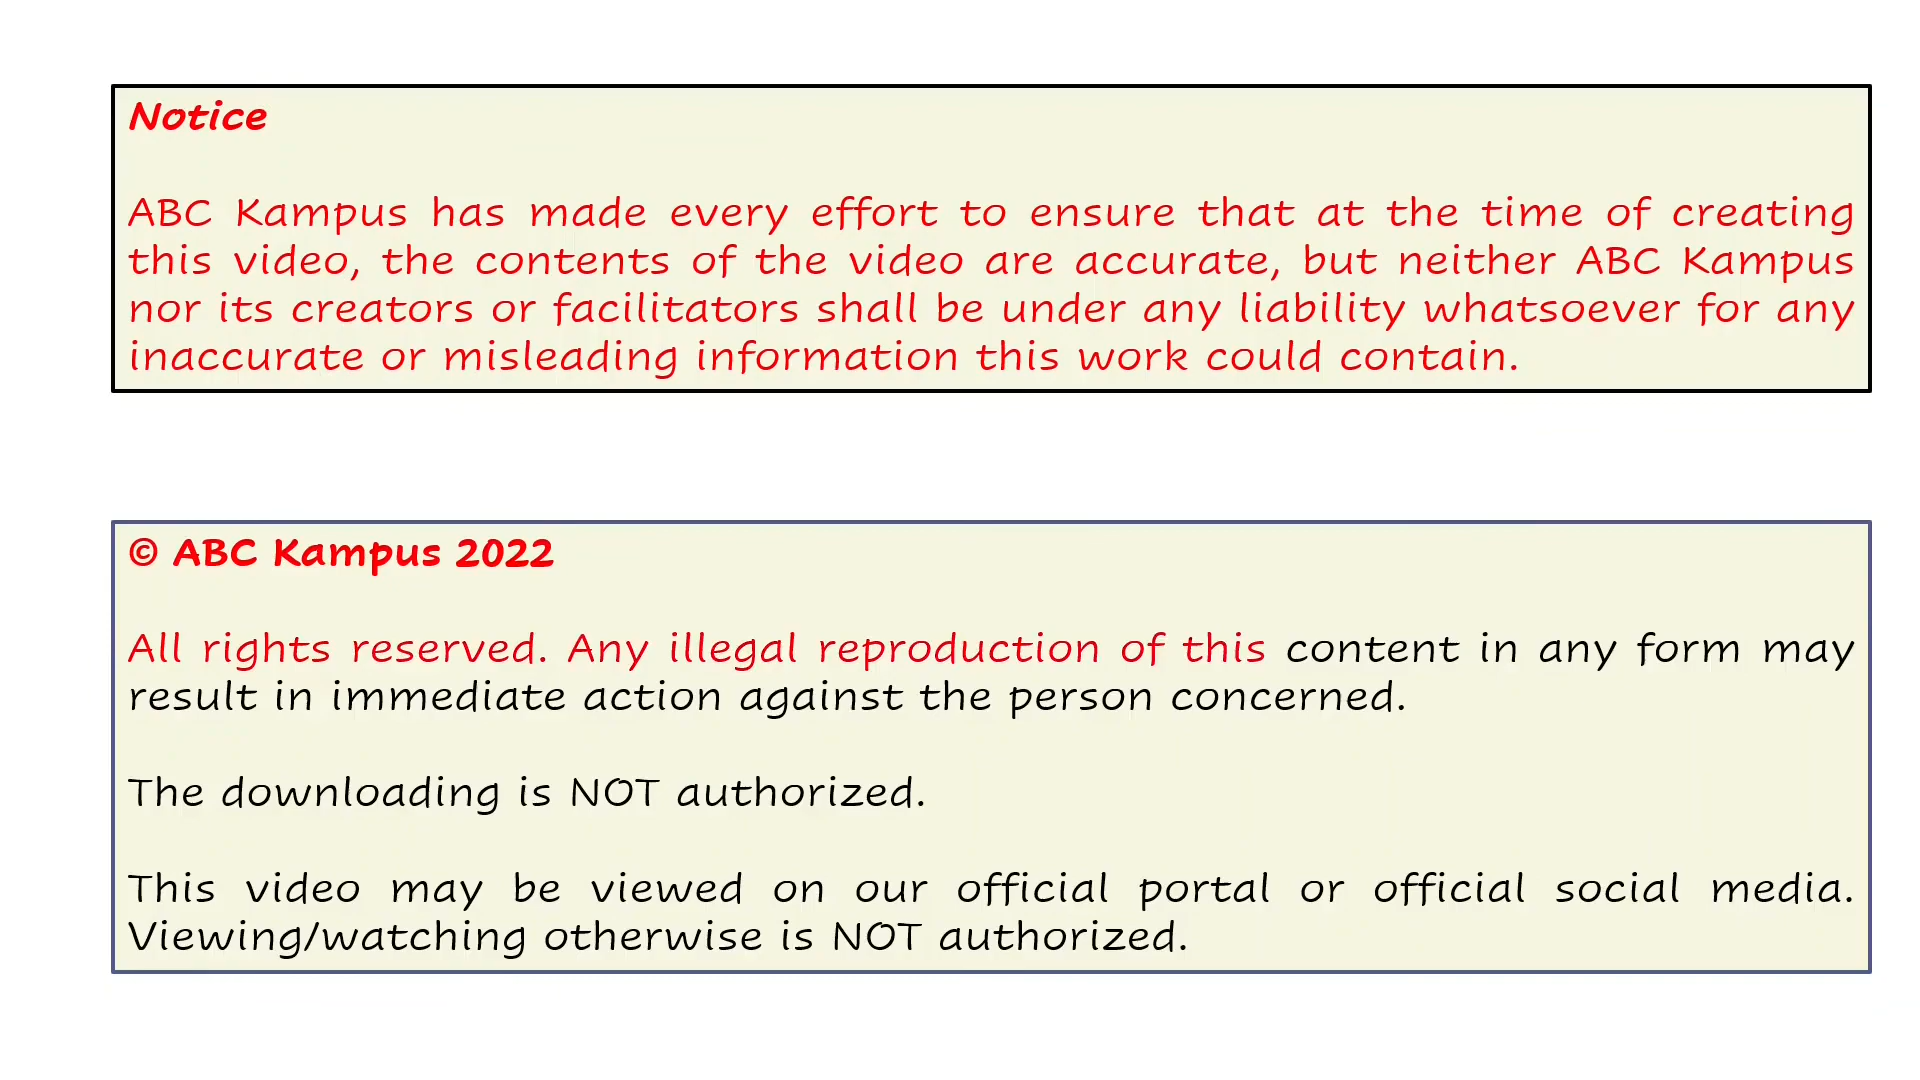 Notice
ABC Kampus has made every effort to ensure that at the time of creating
this video, the contents of the video are accurate, but neither ABC Kampus
nor its creators or facilitators shall be under any liability whatsoever for any
inaccurate or misleading information this work could contain.
© ABC Kampus 2022
All rights reserved. Any illegal reproduction of this content in any form may
result in immediate action against the person concerned.
The downloading is NOT authorized.
This video may be viewed on our official portal or official social media.
Viewing/watching otherwise is NOT authorized.